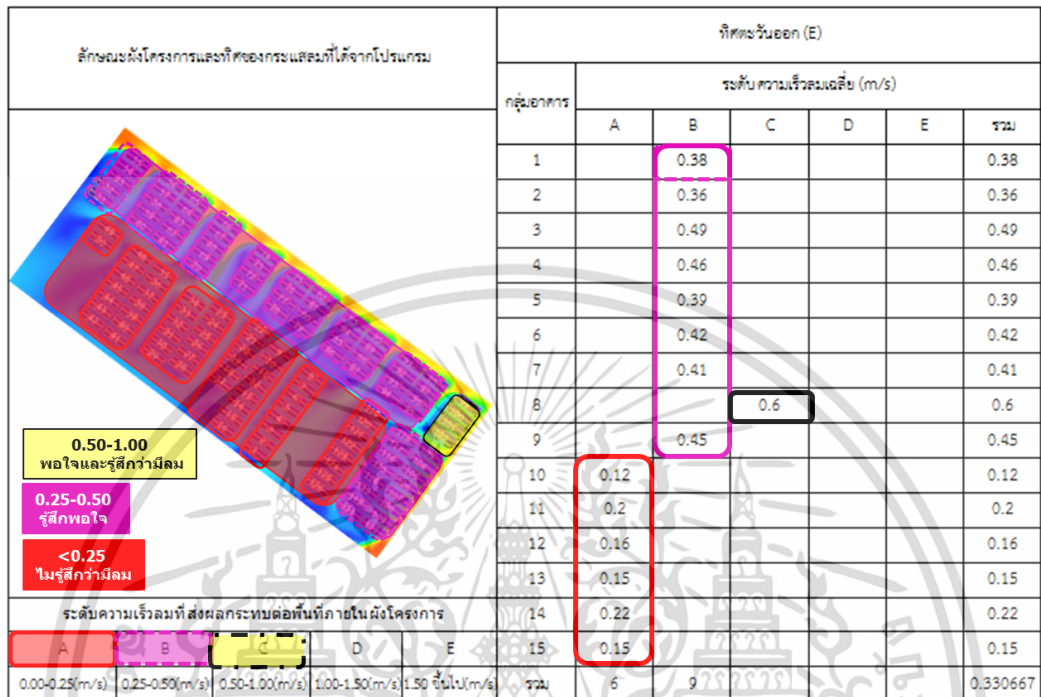 ลักษณะผังโครงการและทิศของกระแสลมที่ได้จากโปรแกรม
ทิศตะวันออก (E)
กลุ่มอาคาร
ระดับความเร็วลมเฉลี่ย (m/s)
A B C D E รวม
1 0.38 0.38
2 0.36 0.36
3 0.49 0.49
4 0.46 0.46
5 0.39 0.39
6 0.42 0.42
7 0.41 0.41
8 0.6 0.6
9 0.45 0.45
10 0.12 0.12
11 0.2 0.2
12 0.16 0.16
13 0.15 0.15
14 0.22 0.22
15 0.15 0.15
รวม 6 9 0.330667
0.50-1.00
พอใจและรู้สึกว่ามีลม
0.25-0.50
รู้สึกพอใจ
<0.25
ไมรู้สึกว่ามีลม
ระดับความเร็วลมที่ส่งผลกระทบต่อพื้นที่ภายในผังโครงการ
A B C D E
0.00-0.25(m/s) 0.25-0.50(m/s) 0.50-1.00(m/s) 1.00-1.50(m/s) 1.50 ขึ้นไป(m/s)